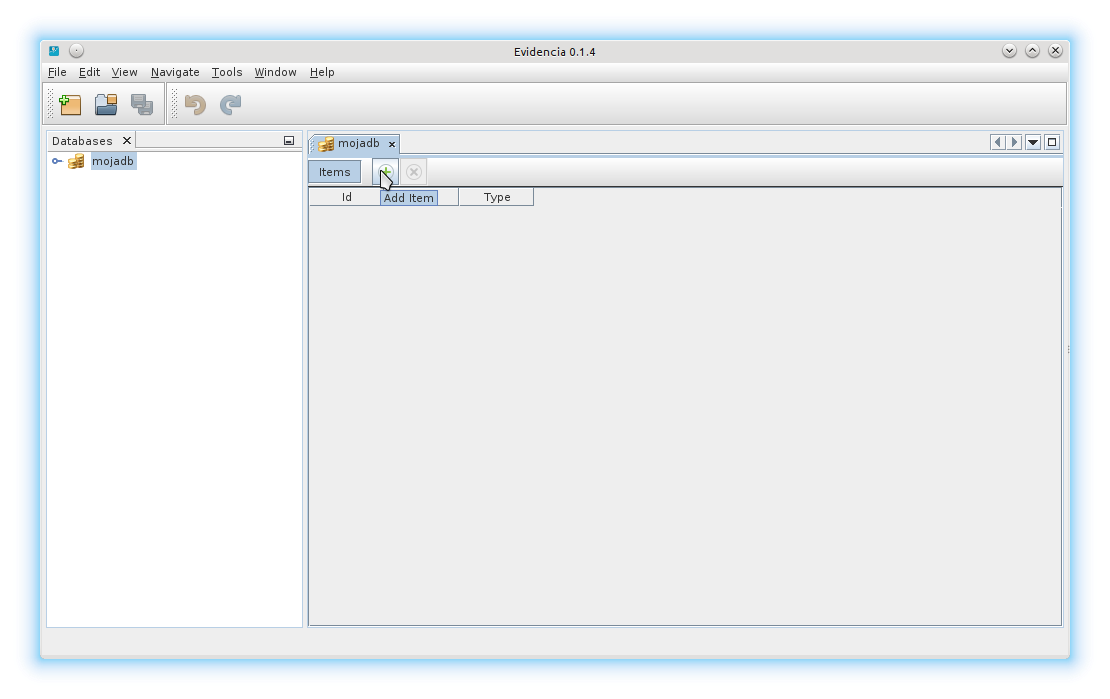 Evidencia 0.1.4
File Edit View Navigate Tools Window Help
Databases
mojadb
mojadb
Items
Id Add Item Type